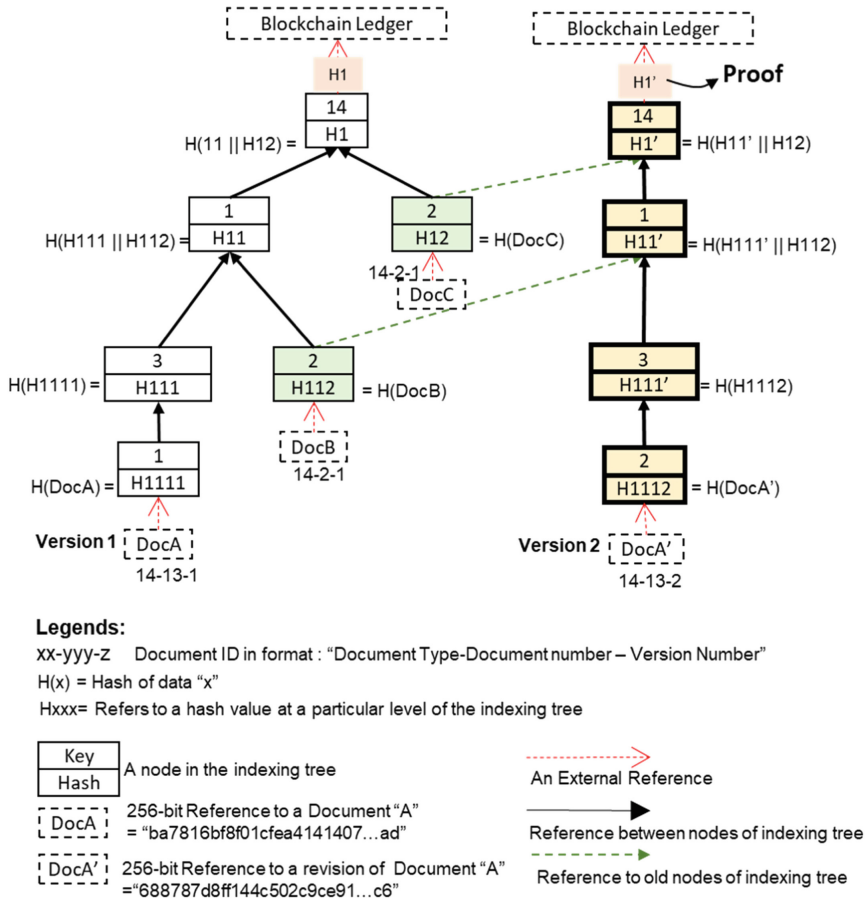 Blockchain Ledger
Blockchain Ledger
H1
H1’
Proof
14
H1
H(11 || H12) =
14
H1’
= H(H11' || H12)
1
H11
H(H111 || H112) =
2
H12
= H(DocC)
1
H11’
= H(H111' || H112)
14-2-1
DocC
3
H111
H(H1111) =
2
H112
= H(DocB)
3
H111’
= H(H1112)
DocB
14-2-1
1
H1111
H(DocA) =
2
H1112
= H(DocA’)
Version 1
DocA
14-13-1
Version 2
DocA’
14-13-2
Legends:
xx-yyy-z Document ID in format : “Document Type-Document number – Version Number”
H(x) = Hash of data “x”
Hxxx= Refers to a hash value at a particular level of the indexing tree
Key
Hash
A node in the indexing tree
DocA
256-bit Reference to a Document “A”
= “ba7816bf8f01cfea4141407…ad”
DocA’
256-bit Reference to a revision of Document “A”
=“688787d8ff144c502c9ce91…c6”
An External Reference
Reference between nodes of indexing tree
Reference to old nodes of indexing tree